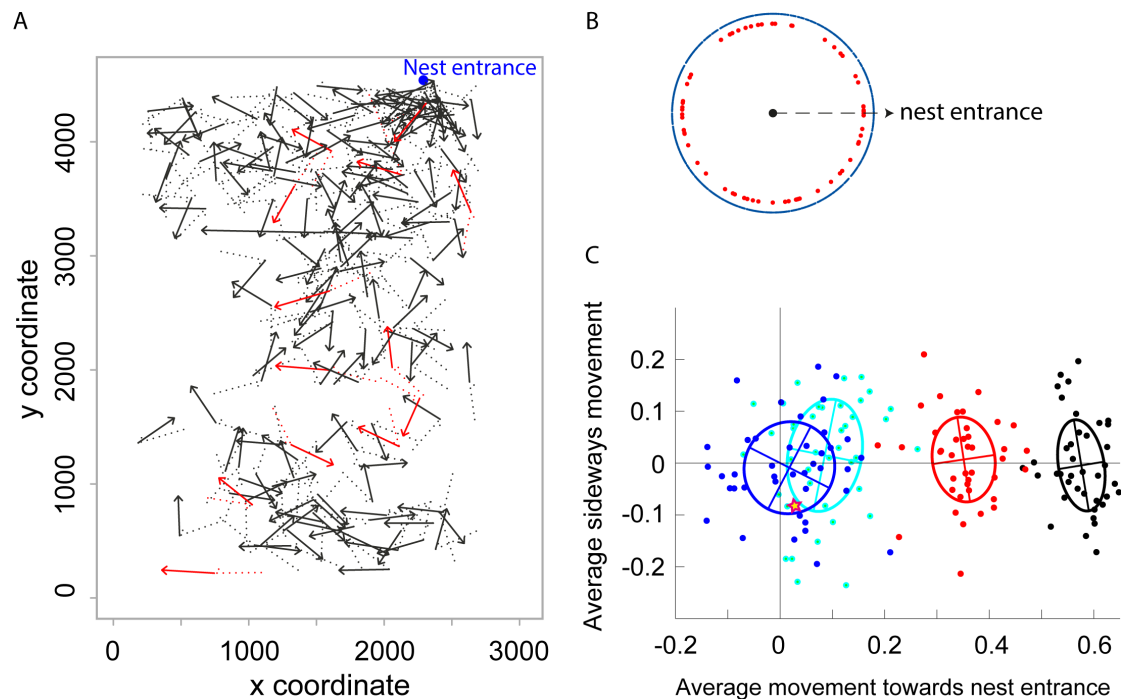 A
Nest entrance
y coordinate
4000
3000
2000
1000
0
0 1000 2000 3000
x coordinate
B
nest entrance
C
Average sideways movement
0.2
0.1
0
-0.1
-0.2
-0.2 0 0.2 0.4 0.6
Average movement towards nest entrance